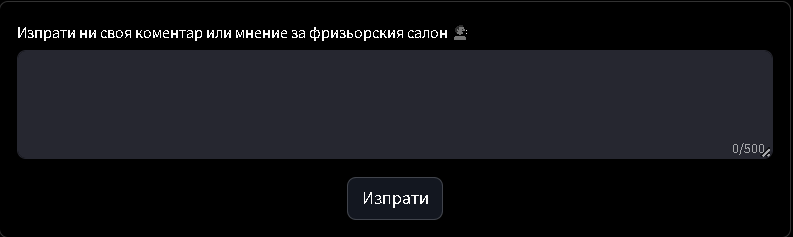 Изпрати ни своя коментар или мнение за фризьорския салон
0/500
Изпрати